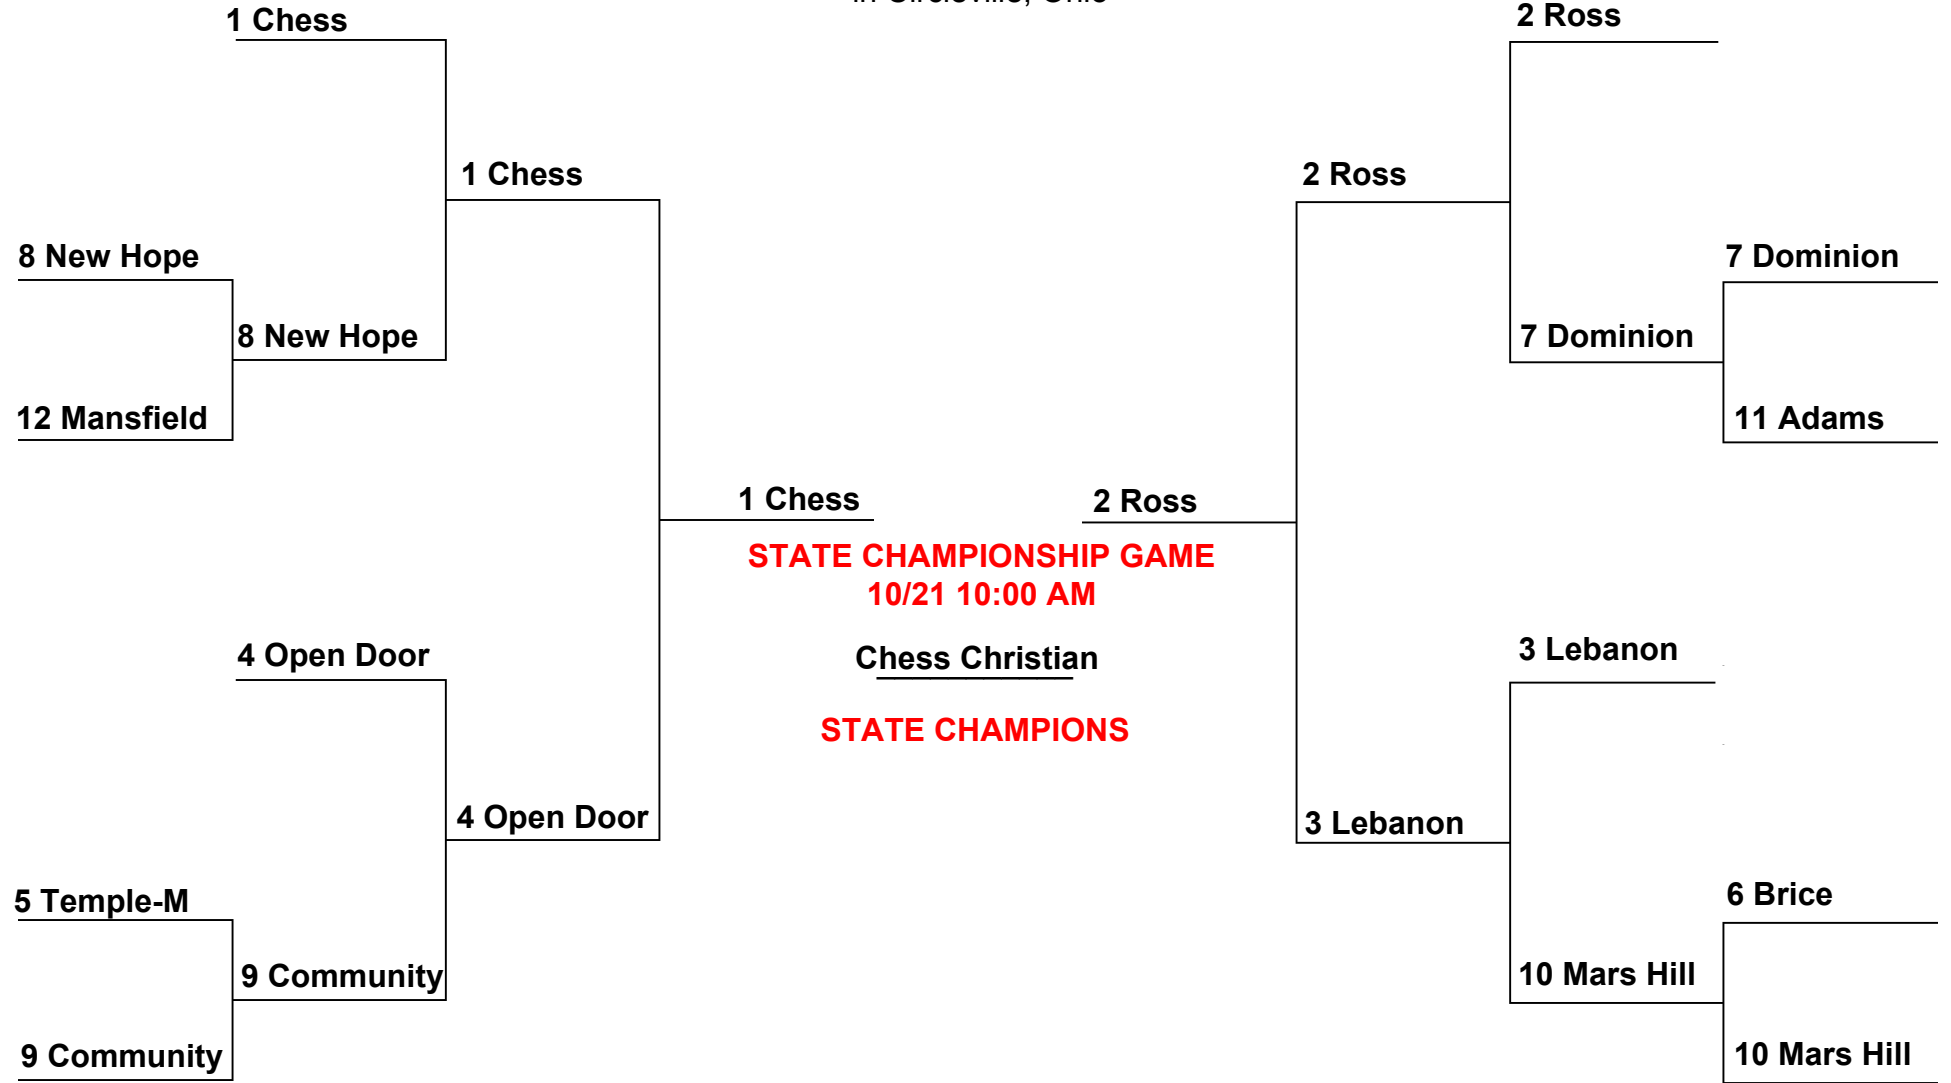 in Circleville, Ohio
1 Chess
2 Ross
1 Chess
2 Ross
8 New Hope
7 Dominion
8 New Hope
7 Dominion
12 Mansfield
11 Adams
1 Chess
2 Ross
STATE CHAMPIONSHIP GAME
10/21 10:00 AM
4 Open Door
Chess Christian
3 Lebanon
STATE CHAMPIONS
4 Open Door
3 Lebanon
5 Temple-M
6 Brice
9 Community
10 Mars Hill
9 Community
10 Mars Hill